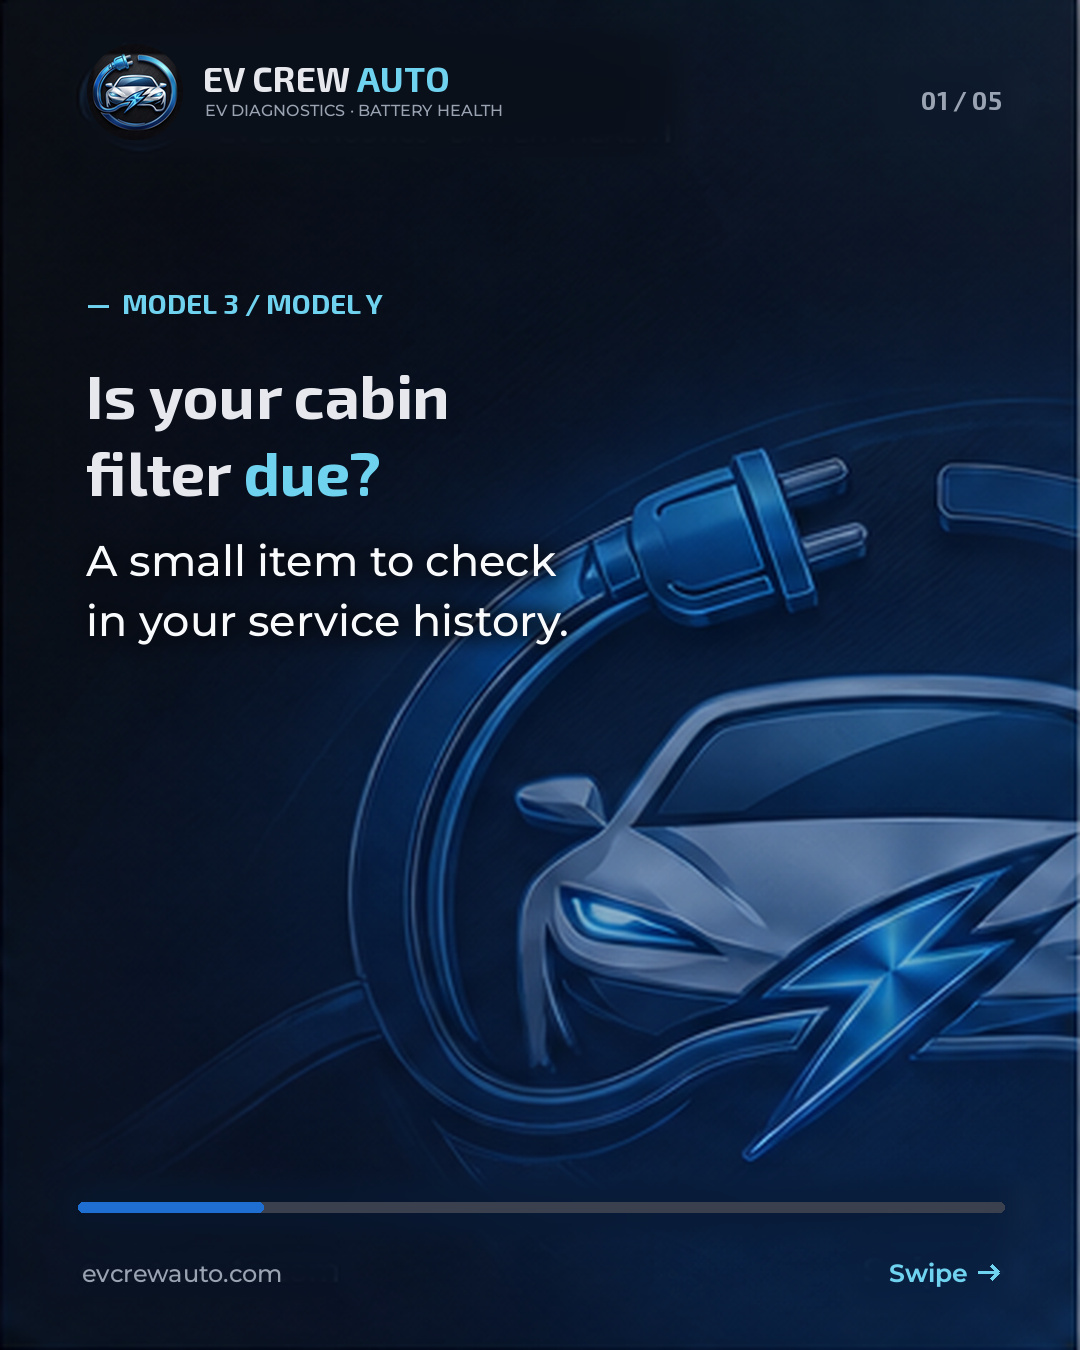 EV CREW AUTO
EV DIAGNOSTICS · BATTERY HEALTH
01 / 05
— MODEL 3 / MODEL Y
Is your cabin
filter due?
A small item to check
in your service history.
evcrewauto.com
Swipe →